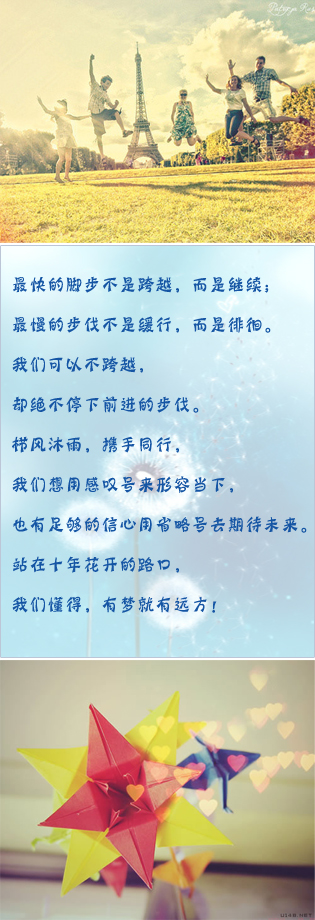 最快的脚步不是跨越，而是继续；
最慢的步伐不是缓行，而是徘徊。
我们可以不跨越，
却绝不停下前进的步伐。
栉风沐雨，携手同行，
我们想用感叹号来形容当下，
也有足够的信心用省略号去期待未来。
站在十年花开的路口，
我们懂得，有梦就有远方！